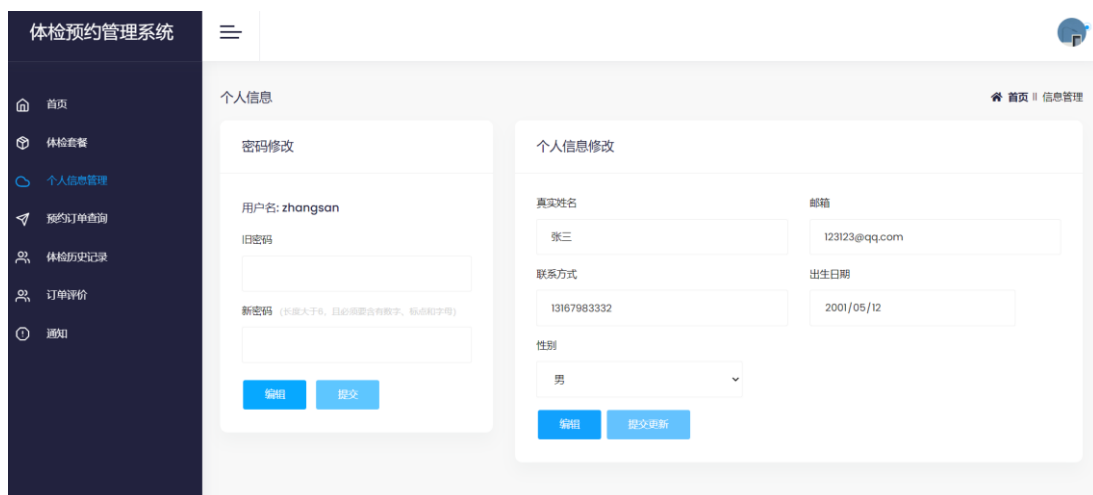 体检预约管理系统
首页
体检套餐
个人信息管理
预约订单查询
体检历史记录
订单评价
通知
个人信息
首页 || 信息管理
密码修改
用户名: zhangsan
旧密码
新密码 (长度大于6、且必须要含有数字、标点和字母)
编辑 提交
个人信息修改
真实姓名 邮箱
张三 123123@qq.com
联系方式 出生日期
13167983332 2001/05/12
性别
男
编辑 提交更新